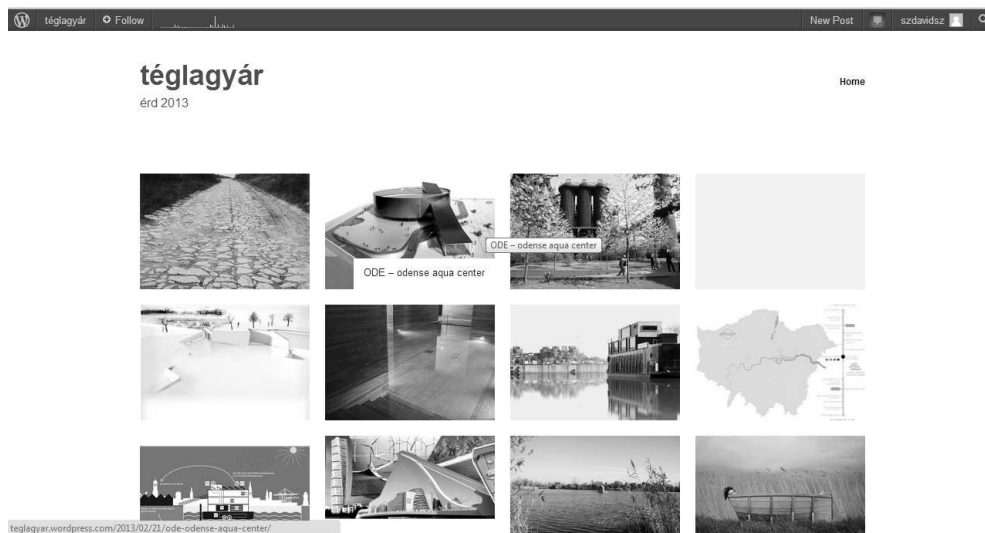 téglagyár Follow New Post szdavidsz
téglagyár
Home
érd 2013
ODE – odense aqua center
ODE – odense aqua center
teglagyar.wordpress.com/2013/02/21/ode-odense-aqua-center/